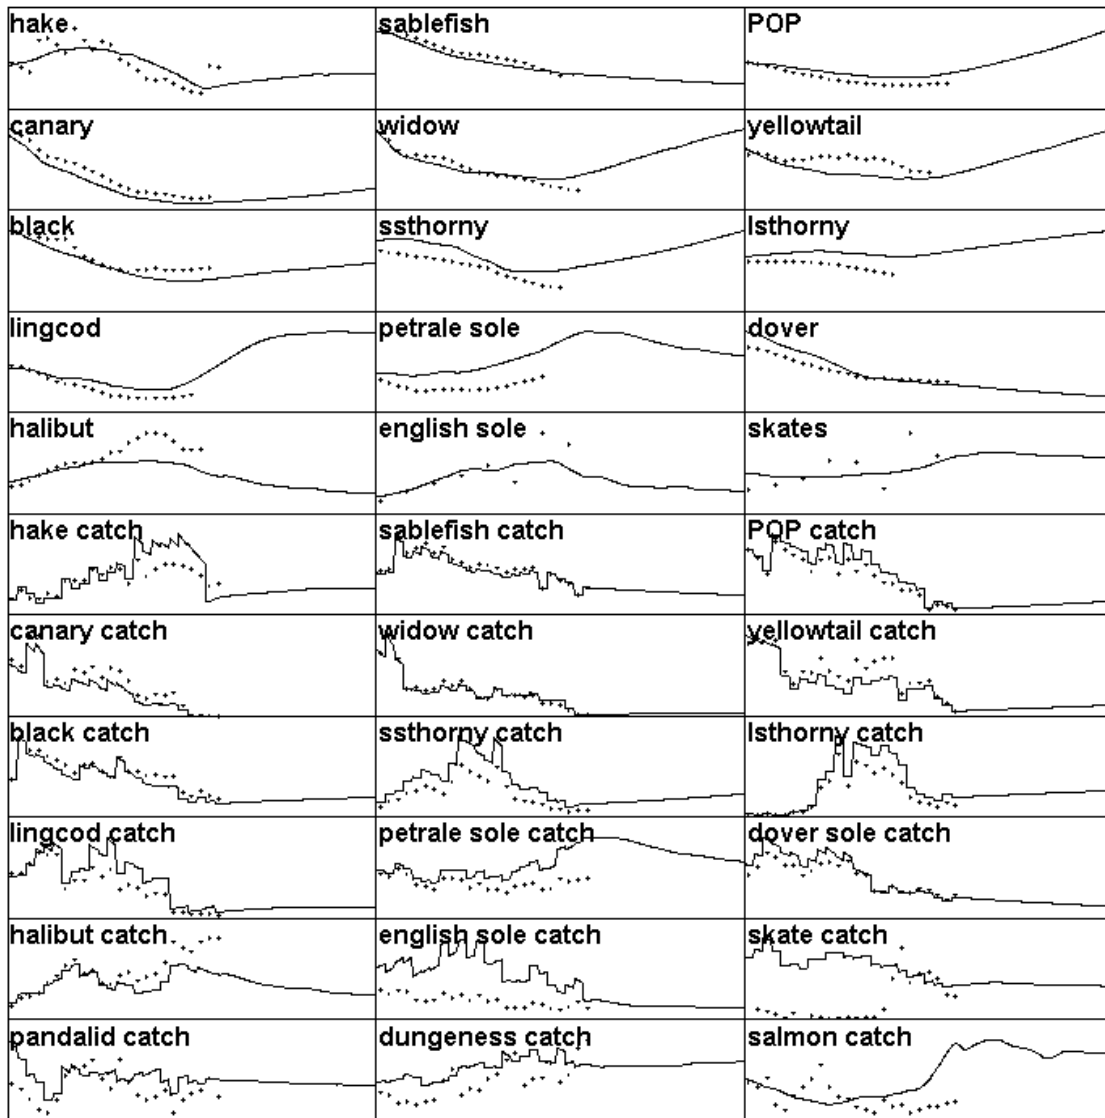 hake sablefish POP
canary widow yellowtail
black ssthorny lsthorny
lingcod petrale sole dover
halibut english sole skates
hake catch sablefish catch POP catch
canary catch widow catch yellowtail catch
black catch ssthorny catch lsthorny catch
lingcod catch petrale sole catch dover sole catch
halibut catch english sole catch skate catch
pandalid catch dungeness catch salmon catch